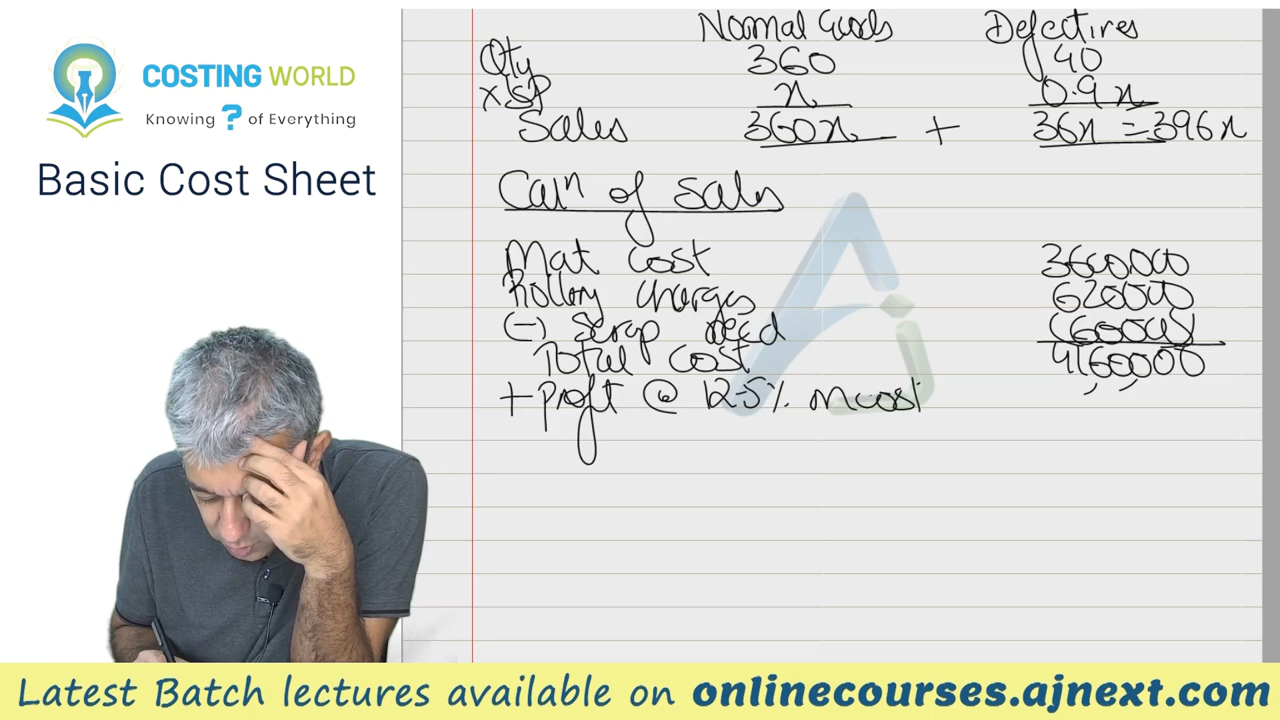 COSTING WORLD
Knowing ? of Everything
Basic Cost Sheet
Normal Goods Defectives
Qty 360 40
x SP x 0.9x
Sales 360x + 36x = 396x
Caln of Sales
Mat cost 3600000
Rolling charges 620000
(-) Scrap recd (60000)
Total cost 4160000
+ profit @ 12.5% on cost
Latest Batch lectures available on onlinecourses.ajnext.com